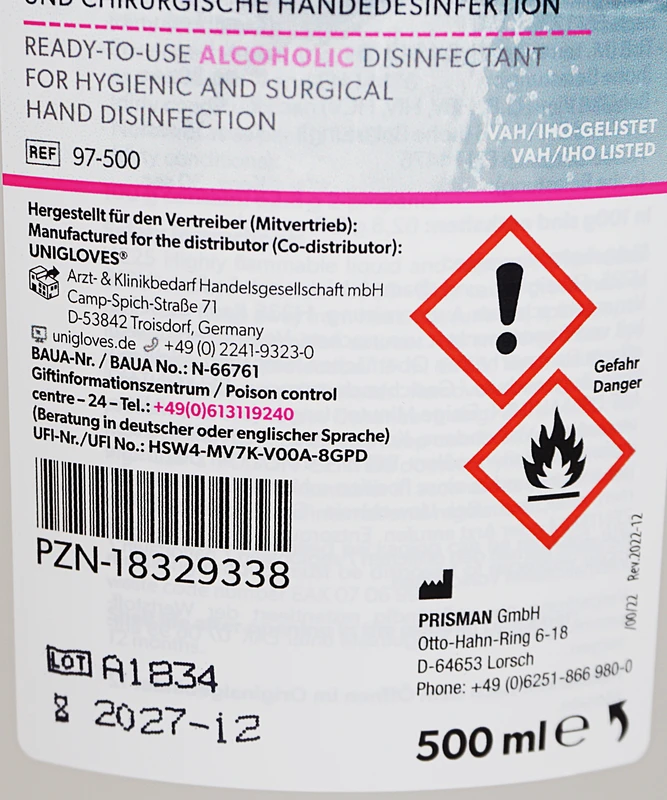 UND CHIRURGISCHE HÄNDEDESINFEKTION
READY-TO-USE ALCOHOLIC DISINFECTANT
FOR HYGIENIC AND SURGICAL
HAND DISINFECTION
VAH/IHO-GELISTET
VAH/IHO LISTED
REF 97-500
Hergestellt für den Vertreiber (Mitvertrieb):
Manufactured for the distributor (Co-distributor):
UNIGLOVES®
Arzt- & Klinikbedarf Handelsgesellschaft mbH
Camp-Spich-Straße 71
D-53842 Troisdorf, Germany
unigloves.de +49 (0) 2241-9323-0
BAUA-Nr. / BAUA No.: N-66761
Giftinformationszentrum / Poison control
centre – 24 – Tel.: +49(0)613119240
(Beratung in deutscher oder englischer Sprache)
UFI-Nr./UFI No.: HSW4-MV7K-V00A-8GPD
PZN-18329338
LOT A1834
2027-12
Gefahr
Danger
PRISMAN GmbH
Otto-Hahn-Ring 6-18
D-64653 Lorsch
Phone: +49 (0)6251-866 980-0
500 ml e
/00/22 Rev.2022-12